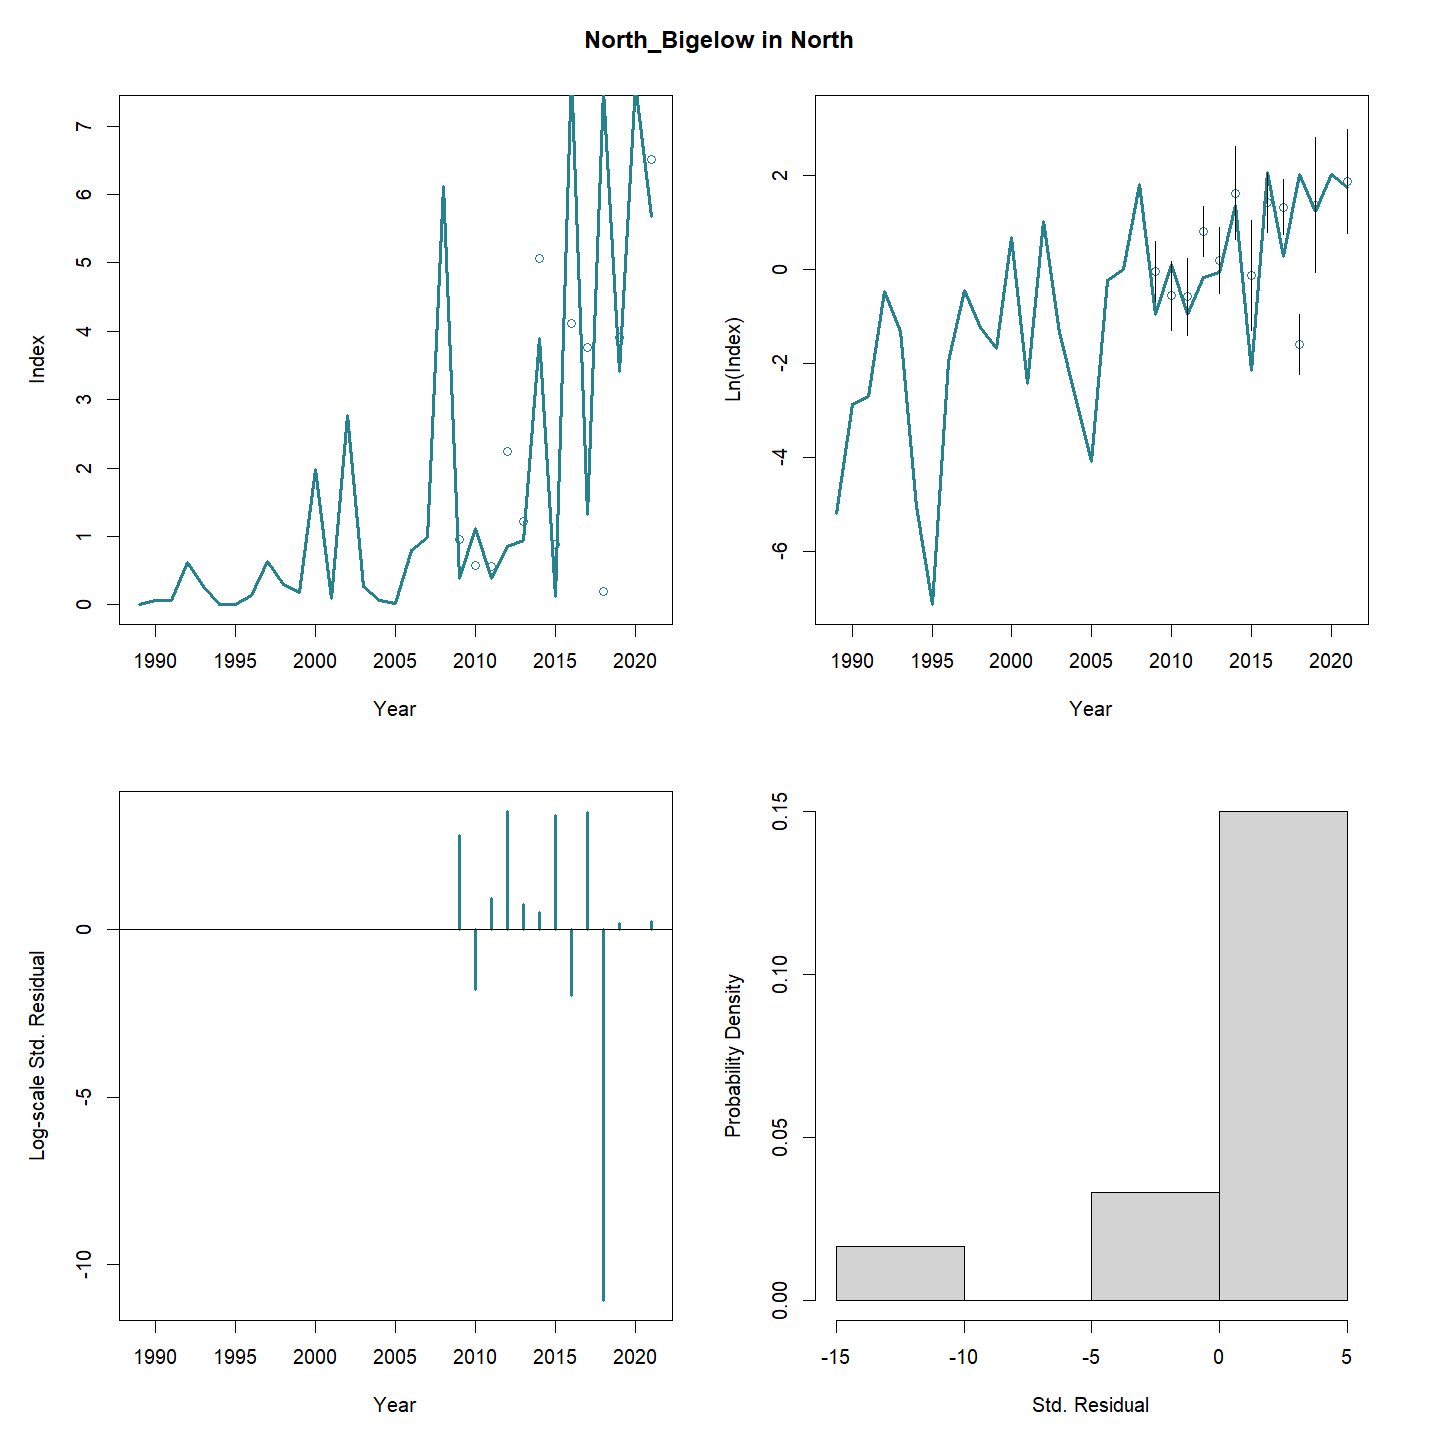 North_Bigelow in North
Index
0 1 2 3 4 5 6 7
1990 1995 2000 2005 2010 2015 2020
Year
Ln(Index)
-6 -4 -2 0 2
1990 1995 2000 2005 2010 2015 2020
Year
Log-scale Std. Residual
-10 -5 0
1990 1995 2000 2005 2010 2015 2020
Year
Probability Density
0.00 0.05 0.10 0.15
-15 -10 -5 0 5
Std. Residual